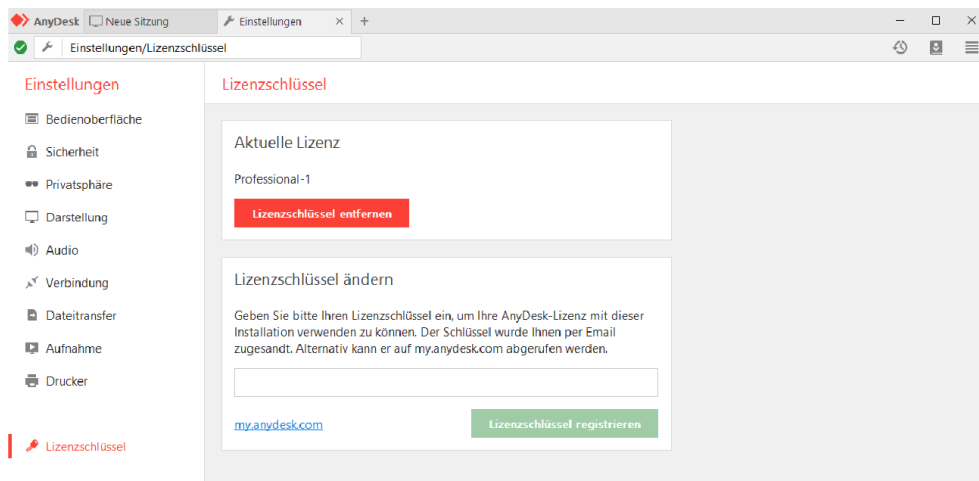 AnyDesk Neue Sitzung Einstellungen
Einstellungen/Lizenzschlüssel
Einstellungen
Bedienoberfläche
Sicherheit
Privatsphäre
Darstellung
Audio
Verbindung
Dateitransfer
Aufnahme
Drucker
Lizenzschlüssel
Lizenzschlüssel
Aktuelle Lizenz
Professional-1
Lizenzschlüssel entfernen
Lizenzschlüssel ändern
Geben Sie bitte Ihren Lizenzschlüssel ein, um Ihre AnyDesk-Lizenz mit dieser
Installation verwenden zu können. Der Schlüssel wurde Ihnen per Email
zugesandt. Alternativ kann er auf my.anydesk.com abgerufen werden.
my.anydesk.com
Lizenzschlüssel registrieren